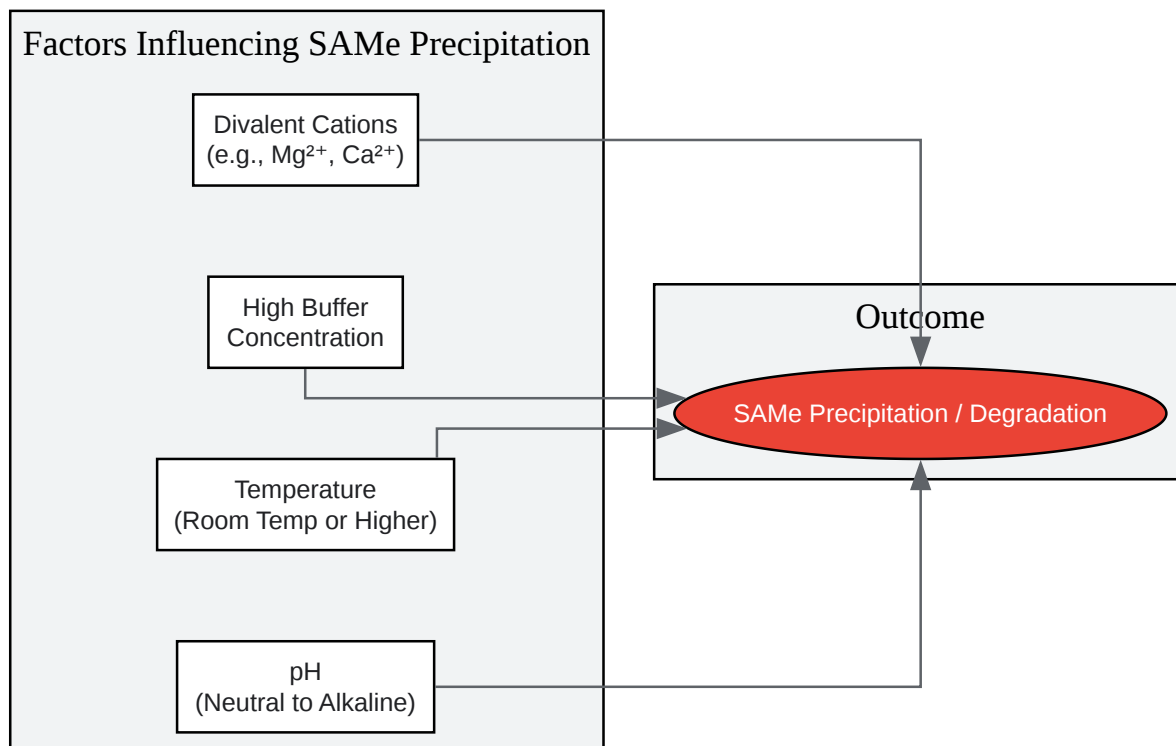 Factors Influencing SAMe Precipitation
Divalent Cations
(e.g., Mg²⁺, Ca²⁺)
High Buffer
Concentration
Temperature
(Room Temp or Higher)
pH
(Neutral to Alkaline)
Outcome
SAMe Precipitation / Degradation